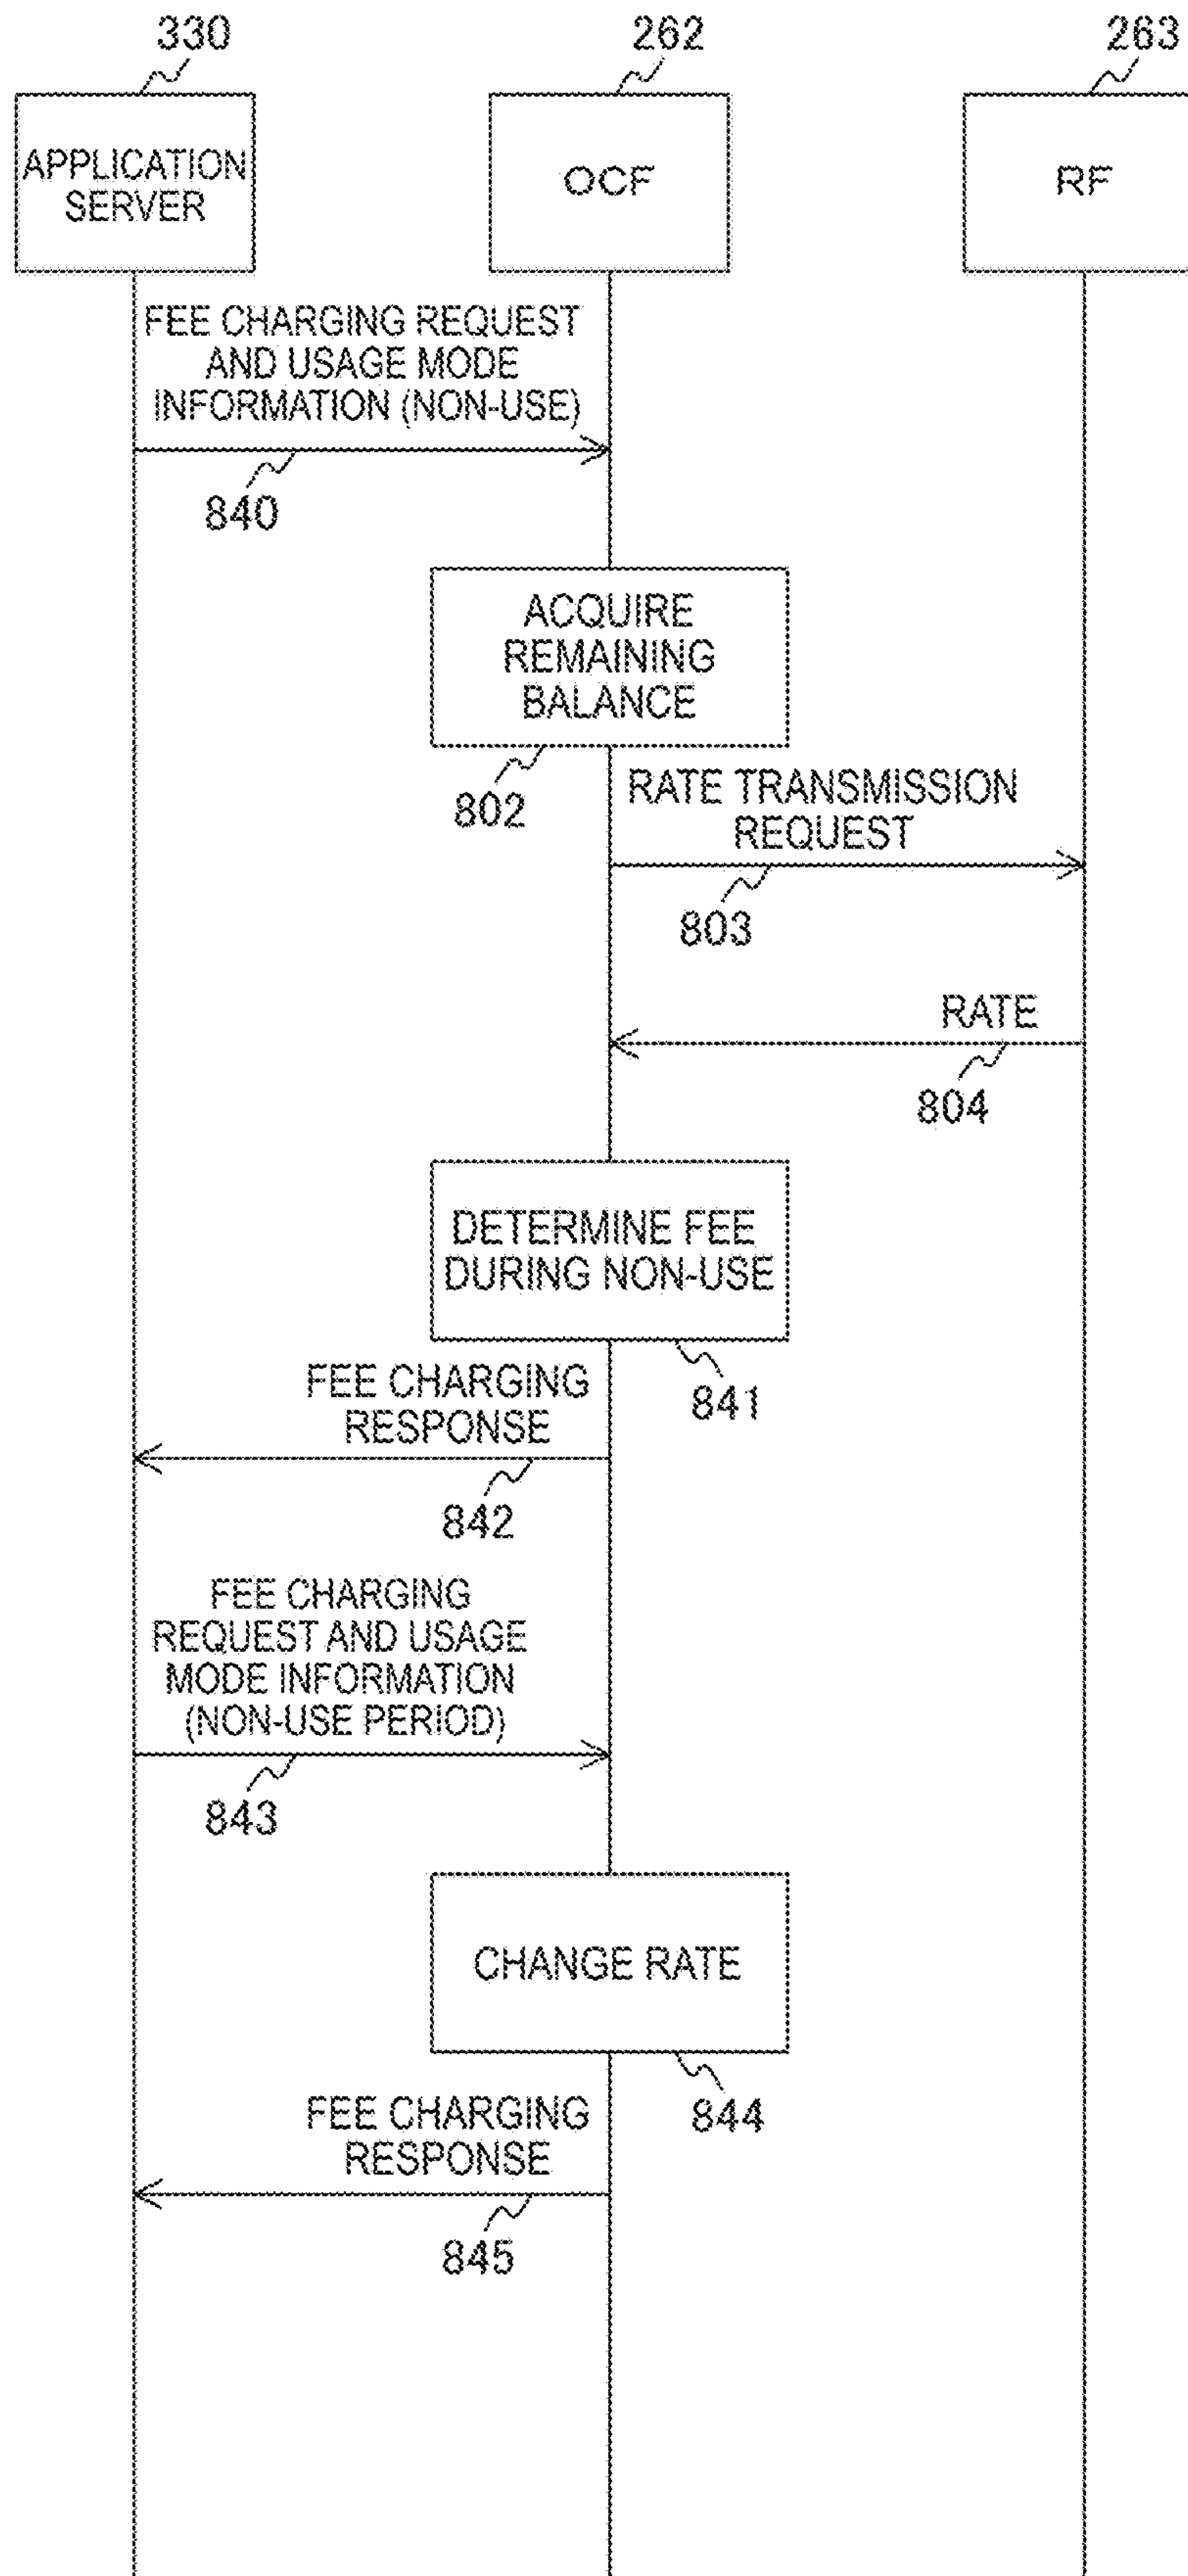 330
262
263
APPLICATION
SERVER
OCF
RF
FEE CHARGING REQUEST
AND USAGE MODE
INFORMATION (NON-USE)
840
ACQUIRE
REMAINING
BALANCE
802
RATE TRANSMISSION
REQUEST
803
RATE
804
DETERMINE FEE
DURING NON-USE
841
FEE CHARGING
RESPONSE
842
FEE CHARGING
REQUEST AND USAGE
MODE INFORMATION
(NON-USE PERIOD)
843
CHANGE RATE
844
FEE CHARGING
RESPONSE
845